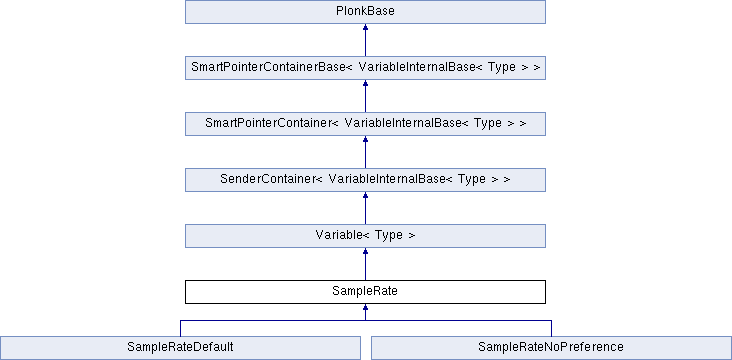 PlonkBase
SmartPointerContainerBase< VariableInternalBase< Type > >
SmartPointerContainer< VariableInternalBase< Type > >
SenderContainer< VariableInternalBase< Type > >
Variable< Type >
SampleRate
SampleRateDefault
SampleRateNoPreference